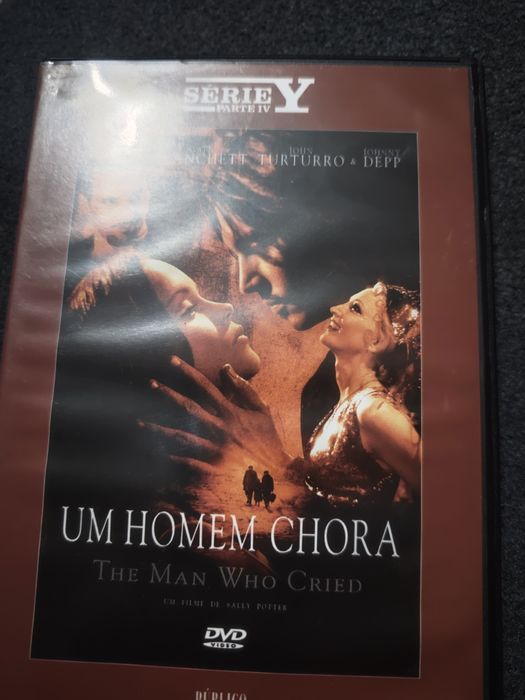 SÉRIE Y
PARTE IV
JOHN JOHNNY
TURTURRO & DEPP
UM HOMEM CHORA
THE MAN WHO CRIED
UM FILME DE SALLY POTTER
DVD
VIDEO
PÚBLICO